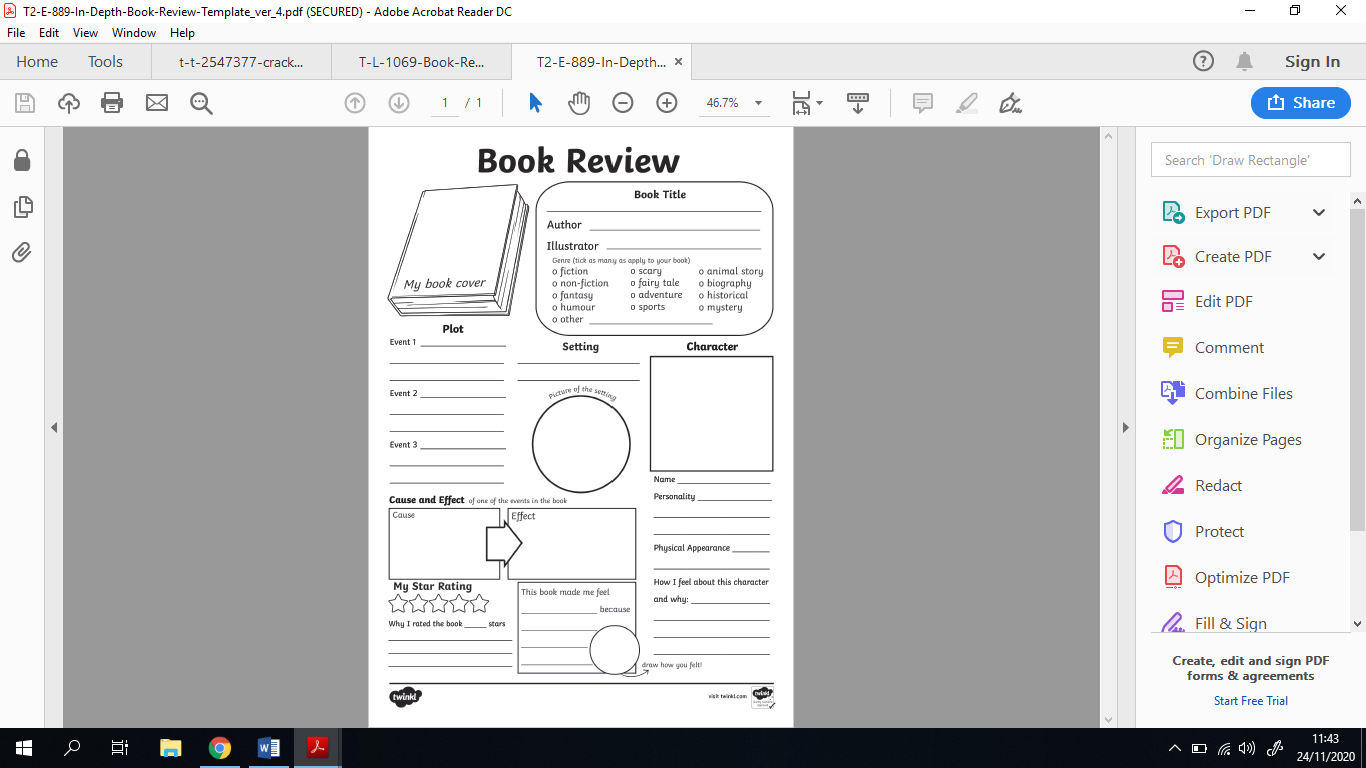 T2-E-889-In-Depth-Book-Review-Template_ver_4.pdf (SECURED) - Adobe Acrobat Reader DC
File Edit View Window Help
Home Tools t-t-2547377-crack... T-L-1069-Book-Re... T2-E-889-In-Depth... Sign In
1 / 1 46.7% Share
Book Review
My book cover
Book Title
Author
Illustrator
Genre (tick as many as apply to your book)
o fiction o scary o animal story
o non-fiction o fairy tale o biography
o fantasy o adventure o historical
o humour o sports o mystery
o other
Plot
Event 1
Event 2
Event 3
Setting
Picture of the setting
Character
Name
Personality
Physical Appearance
How I feel about this character
and why:
Cause and Effect of one of the events in the book
Cause
Effect
My Star Rating
Why I rated the book _____ stars
This book made me feel
because
draw how you felt!
twinkl
visit twinkl.com
twinkl
Search 'Draw Rectangle'
Export PDF
Create PDF
Edit PDF
Comment
Combine Files
Organize Pages
Redact
Protect
Optimize PDF
Fill & Sign
Create, edit and sign PDF
forms & agreements
Start Free Trial
11:43
24/11/2020